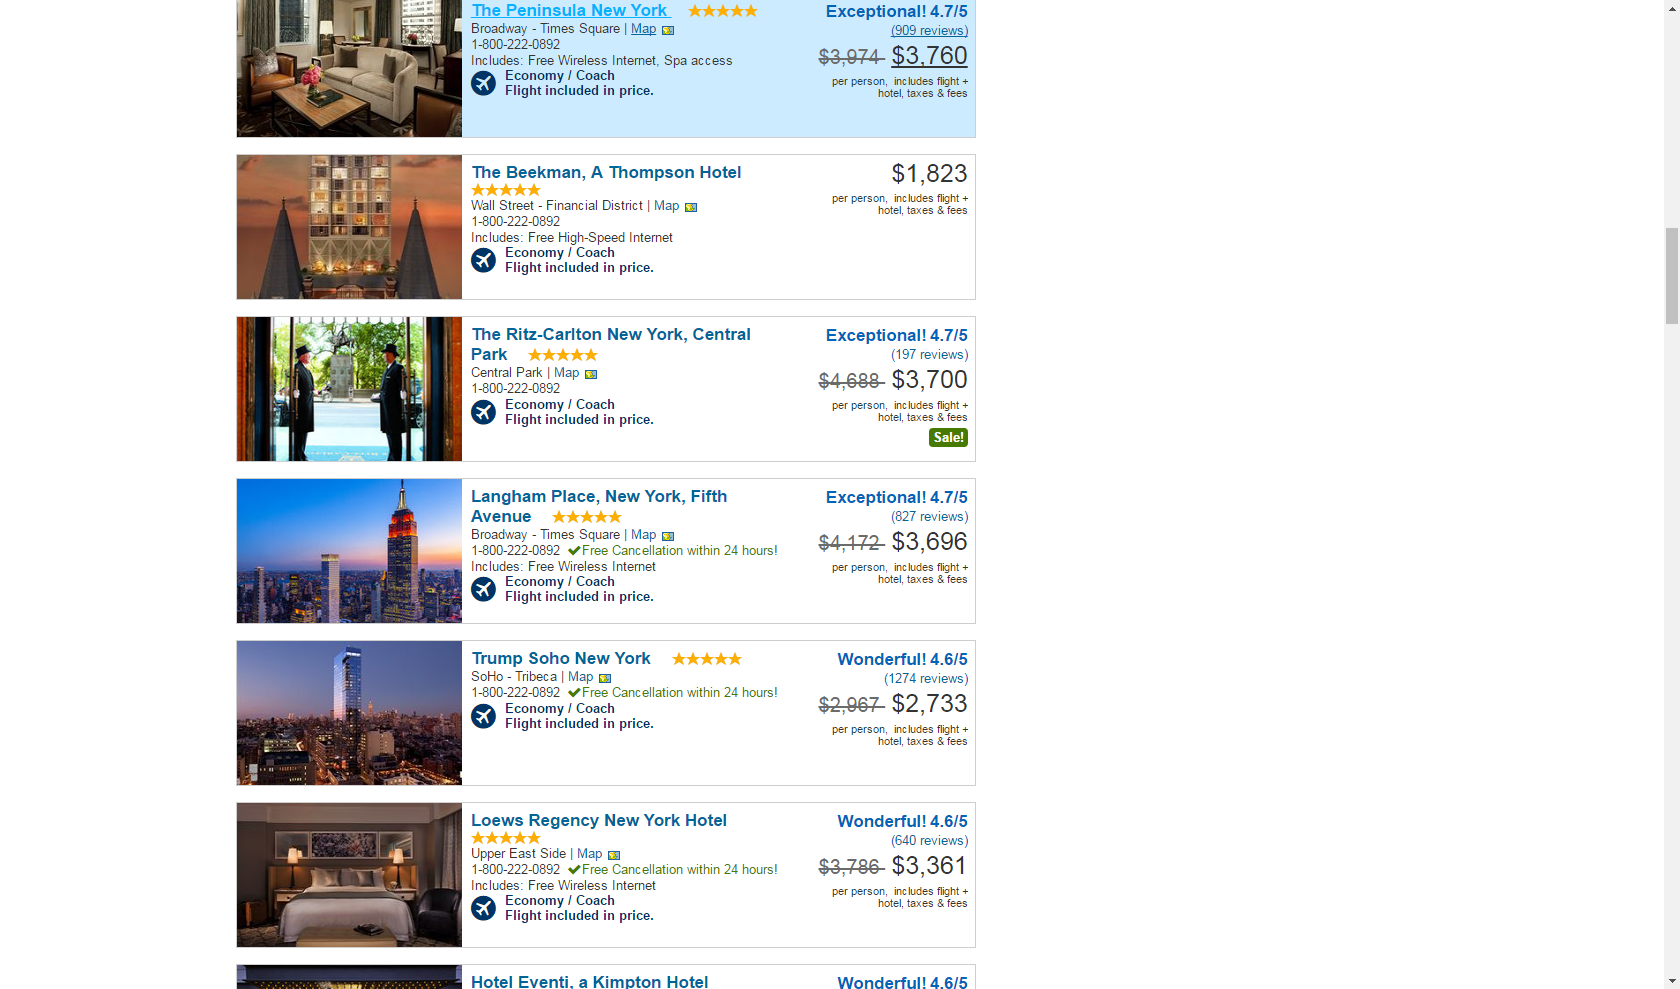 The Peninsula New York
Exceptional! 4.7/5
Broadway - Times Square | Map
(909 reviews)
1-800-222-0892
$3,974 $3,760
Includes: Free Wireless Internet, Spa access
Economy / Coach
Flight included in price.
per person, includes flight +
hotel, taxes & fees
The Beekman, A Thompson Hotel
$1,823
Wall Street - Financial District | Map
per person, includes flight +
hotel, taxes & fees
1-800-222-0892
Includes: Free High-Speed Internet
Economy / Coach
Flight included in price.
The Ritz-Carlton New York, Central
Park
Exceptional! 4.7/5
(197 reviews)
Central Park | Map
1-800-222-0892
$4,688 $3,700
Economy / Coach
Flight included in price.
per person, includes flight +
hotel, taxes & fees
Sale!
Langham Place, New York, Fifth
Avenue
Exceptional! 4.7/5
(827 reviews)
Broadway - Times Square | Map
1-800-222-0892 Free Cancellation within 24 hours!
$4,172 $3,696
Includes: Free Wireless Internet
Economy / Coach
Flight included in price.
per person, includes flight +
hotel, taxes & fees
Trump Soho New York
Wonderful! 4.6/5
SoHo - Tribeca | Map
(1274 reviews)
1-800-222-0892 Free Cancellation within 24 hours!
$2,967 $2,733
Economy / Coach
Flight included in price.
per person, includes flight +
hotel, taxes & fees
Loews Regency New York Hotel
Wonderful! 4.6/5
(640 reviews)
Upper East Side | Map
1-800-222-0892 Free Cancellation within 24 hours!
$3,786 $3,361
Includes: Free Wireless Internet
Economy / Coach
Flight included in price.
per person, includes flight +
hotel, taxes & fees
Hotel Eventi, a Kimpton Hotel
Wonderful! 4.6/5